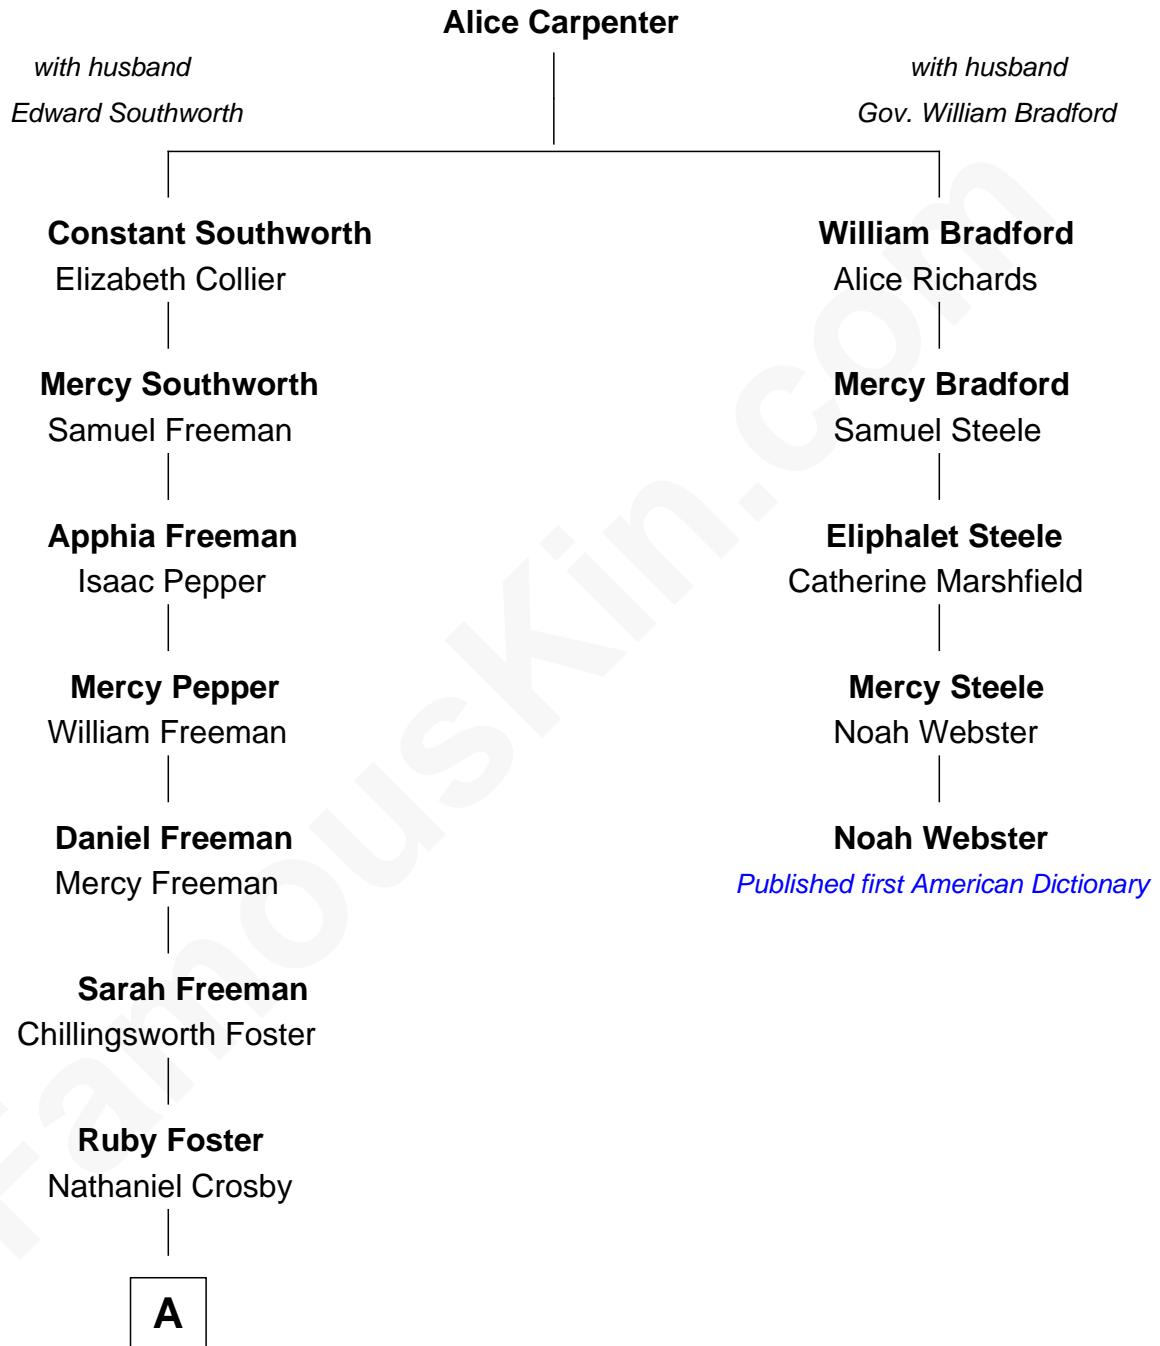 Alice Carpenter
with husband
Edward Southworth
with husband
Gov. William Bradford
Constant Southworth
Elizabeth Collier
Mercy Southworth
Samuel Freeman
Apphia Freeman
Isaac Pepper
Mercy Pepper
William Freeman
Daniel Freeman
Mercy Freeman
Sarah Freeman
Chillingsworth Foster
Ruby Foster
Nathaniel Crosby
A
William Bradford
Alice Richards
Mercy Bradford
Samuel Steele
Eliphalet Steele
Catherine Marshfield
Mercy Steele
Noah Webster
Noah Webster
Published first American Dictionary
FamousKin.com